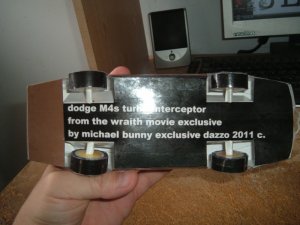 dodge M4s turbo interceptor
from the wraith movie exclusive
by michael bunny exclusive dazzo 2011 c.